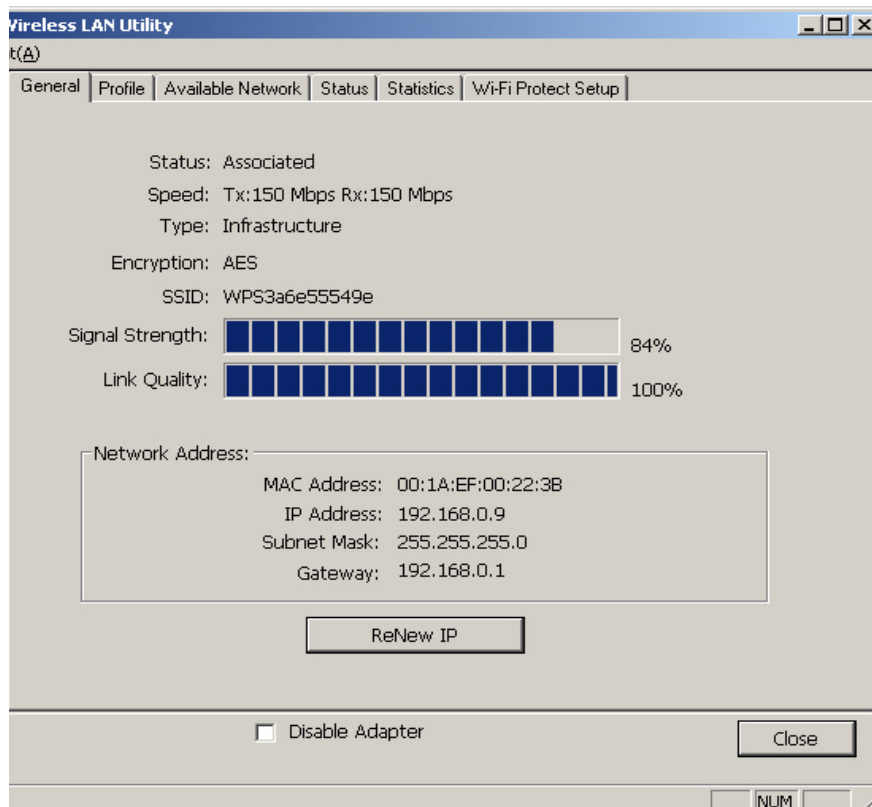 Wireless LAN Utility
t(A)
General Profile Available Network Status Statistics Wi-Fi Protect Setup
Status: Associated
Speed: Tx:150 Mbps Rx:150 Mbps
Type: Infrastructure
Encryption: AES
SSID: WPS3a6e55549e
Signal Strength: 84%
Link Quality: 100%
Network Address:
MAC Address: 00:1A:EF:00:22:3B
IP Address: 192.168.0.9
Subnet Mask: 255.255.255.0
Gateway: 192.168.0.1
ReNew IP
Disable Adapter
Close
NUM